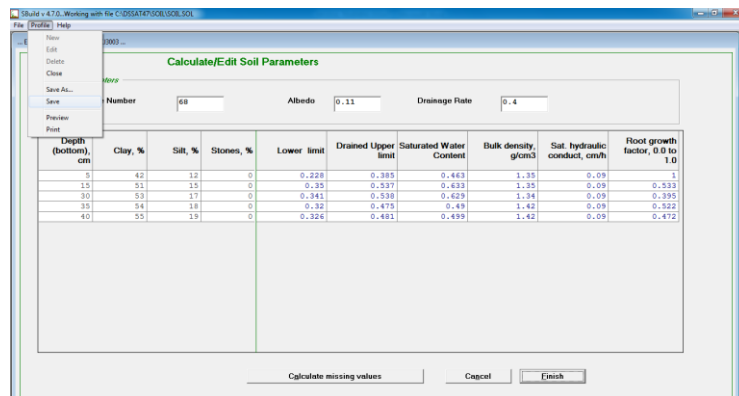 SBuild v 4.7.0...Working with file C:\DSSAT47\SOIL\SOIL.SOL
File Profile Help
New
Edit
Delete
Close
Save As...
Save
Preview
Print
Calculate/Edit Soil Parameters
Number 68 Albedo 0.11 Drainage Rate 0.4
Depth (bottom), cm Clay, % Silt, % Stones, % Lower limit Drained Upper limit Saturated Water Content Bulk density, g/cm3 Sat. hydraulic conduct, cm/h Root growth factor, 0.0 to 1.0
5 42 12 0 0.228 0.385 0.463 1.35 0.09 1
15 51 15 0 0.35 0.537 0.633 1.35 0.09 0.533
30 53 17 0 0.341 0.538 0.629 1.34 0.09 0.395
35 54 18 0 0.32 0.475 0.49 1.42 0.09 0.522
40 55 19 0 0.326 0.481 0.499 1.42 0.09 0.472
Calculate missing values Cancel Finish